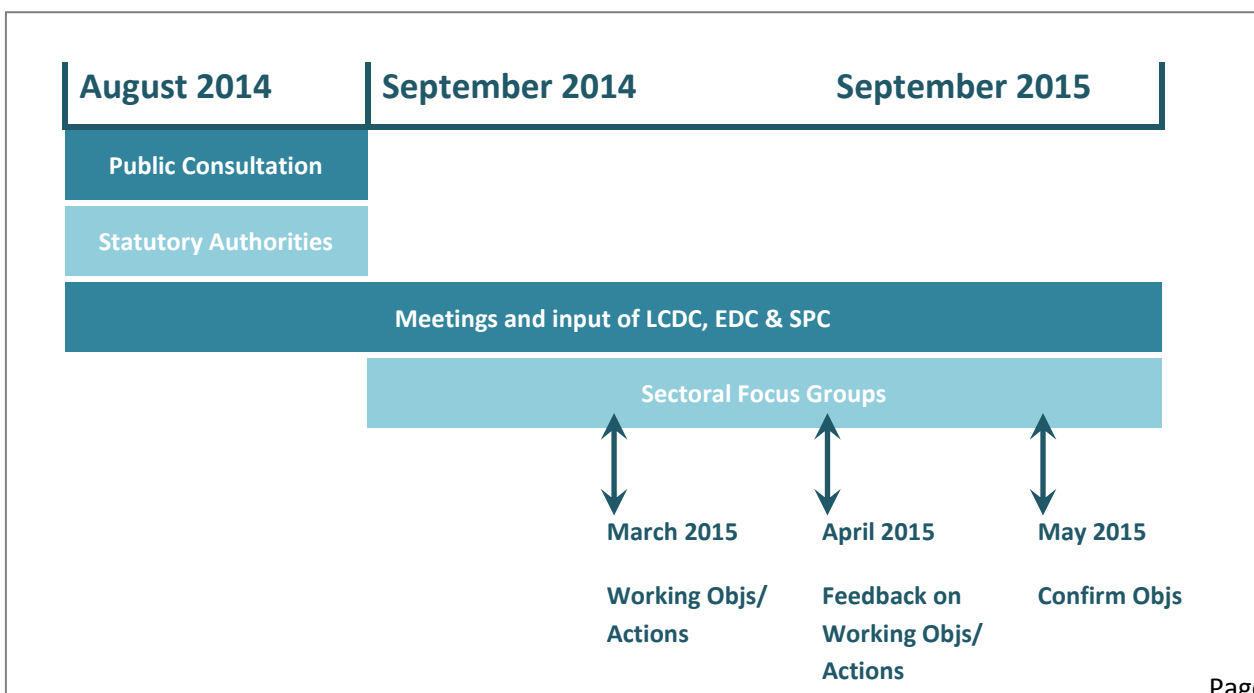 August 2014
September 2014
September 2015
Public Consultation
Statutory Authorities
Meetings and input of LCDC, EDC & SPC
Sectoral Focus Groups
March 2015
Working Objs/
Actions
April 2015
Feedback on
Working Objs/
Actions
May 2015
Confirm Objs
Page